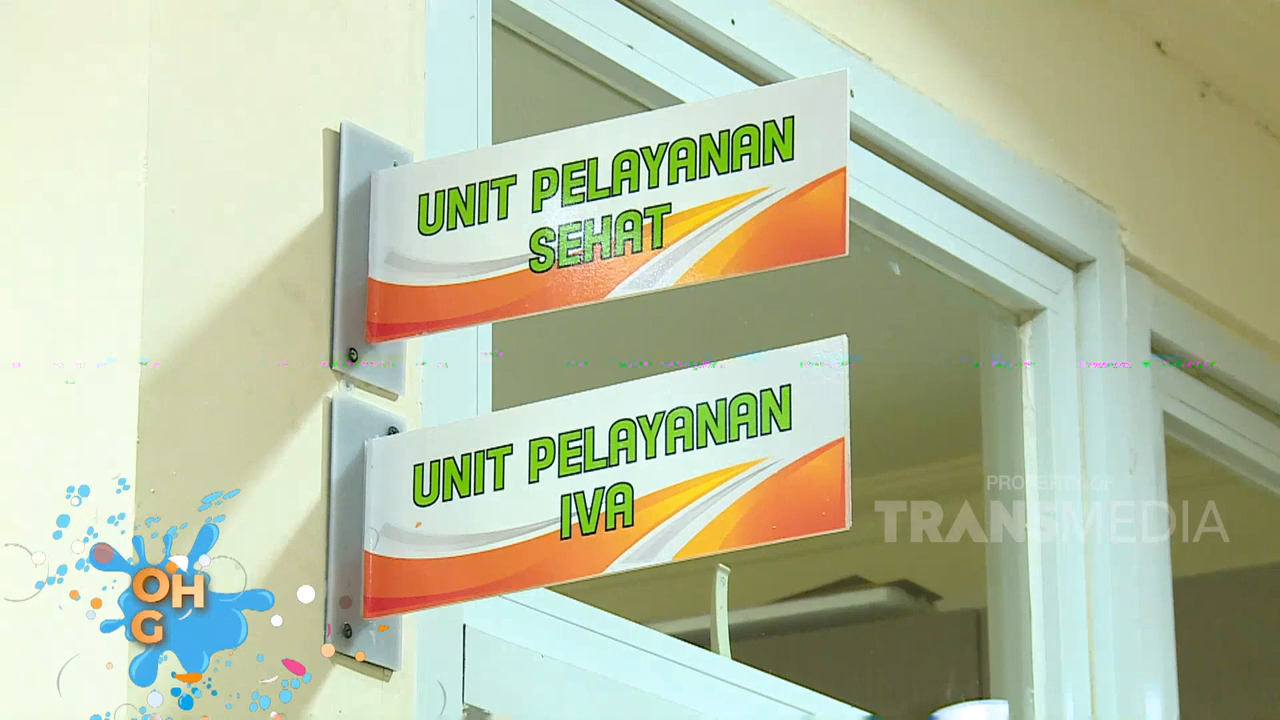 UNIT PELAYANAN
SEHAT
UNIT PELAYANAN
IVA
PROPERTY OF
TRANSMEDIA
OH
G